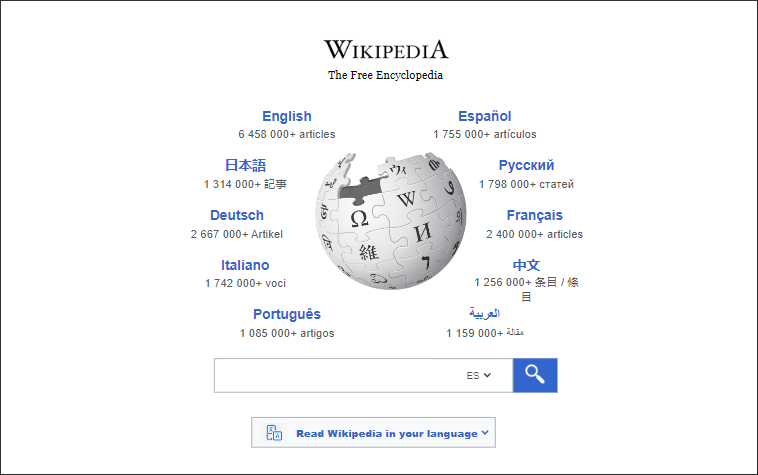 WIKIPEDIA
The Free Encyclopedia
English
6 458 000+ articles
Español
1 755 000+ artículos
日本語
1 314 000+ 記事
Русский
1 798 000+ статей
Deutsch
2 667 000+ Artikel
Français
2 400 000+ articles
Italiano
1 742 000+ voci
中文
1 256 000+ 条目 / 條
目
Português
1 085 000+ artigos
العربية
1 159 000+ مقالة
Ω W
維 И
ES
Read Wikipedia in your language